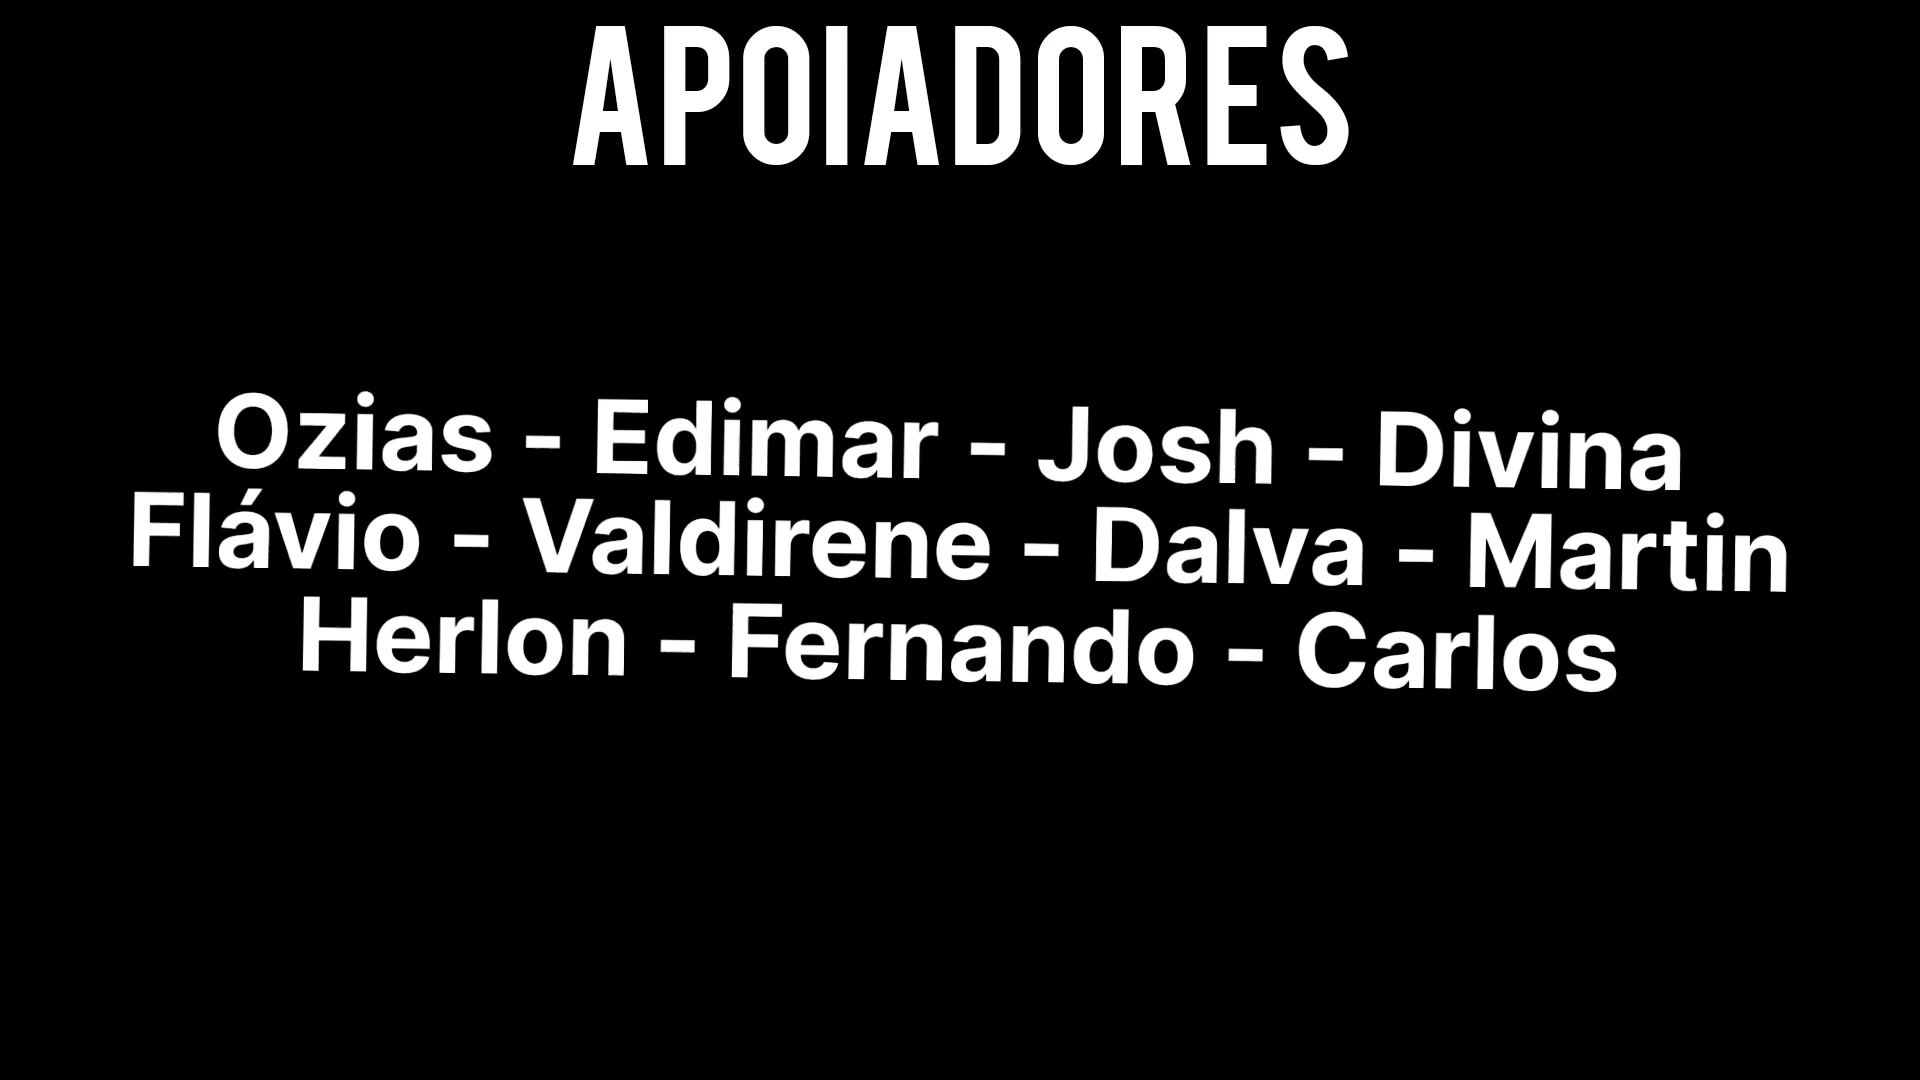 APOIADORES
Ozias - Edimar - Josh - Divina
Flávio - Valdirene - Dalva - Martin
Herlon - Fernando - Carlos